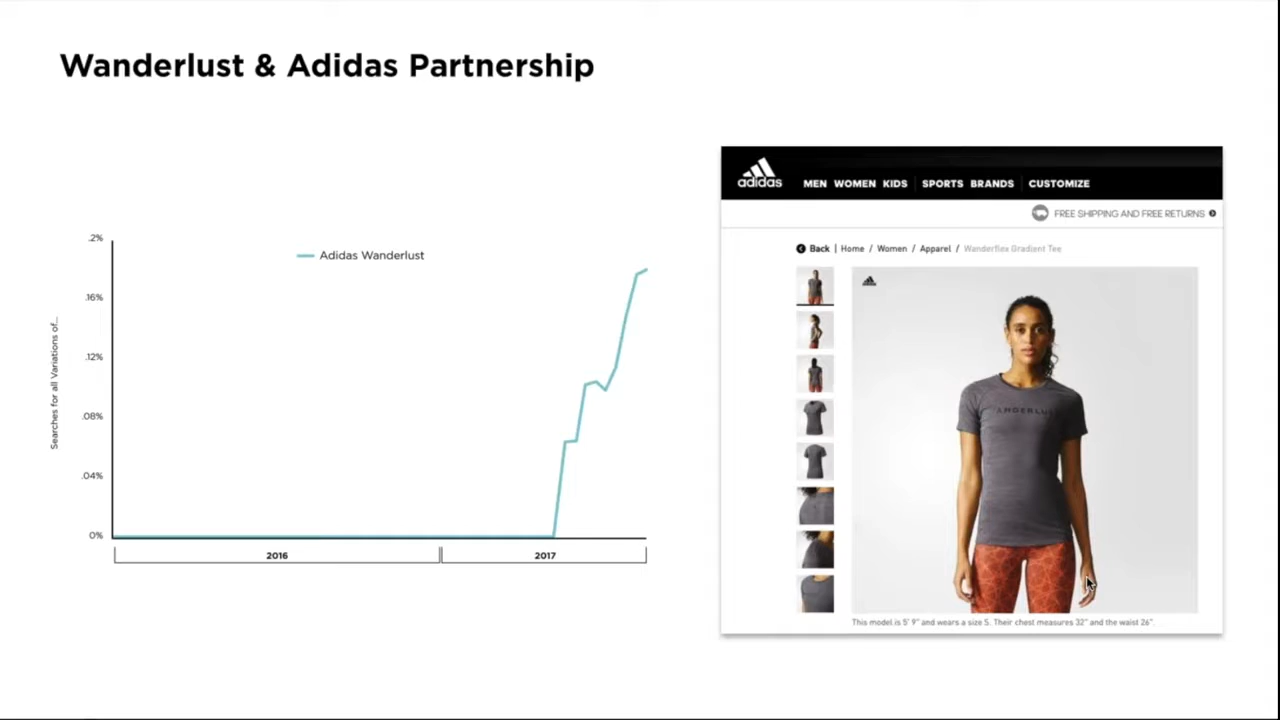 Wanderlust & Adidas Partnership
.2%
.16%
.12%
.08%
.04%
0%
Searches for all Variations of...
Adidas Wanderlust
2016
2017
adidas
MEN WOMEN KIDS SPORTS BRANDS CUSTOMIZE
FREE SHIPPING AND FREE RETURNS
Back | Home / Women / Apparel / Wanderflex Gradient Tee
ANDERLUS
This model is 5' 9" and wears a size S. Their chest measures 32" and the waist 26".